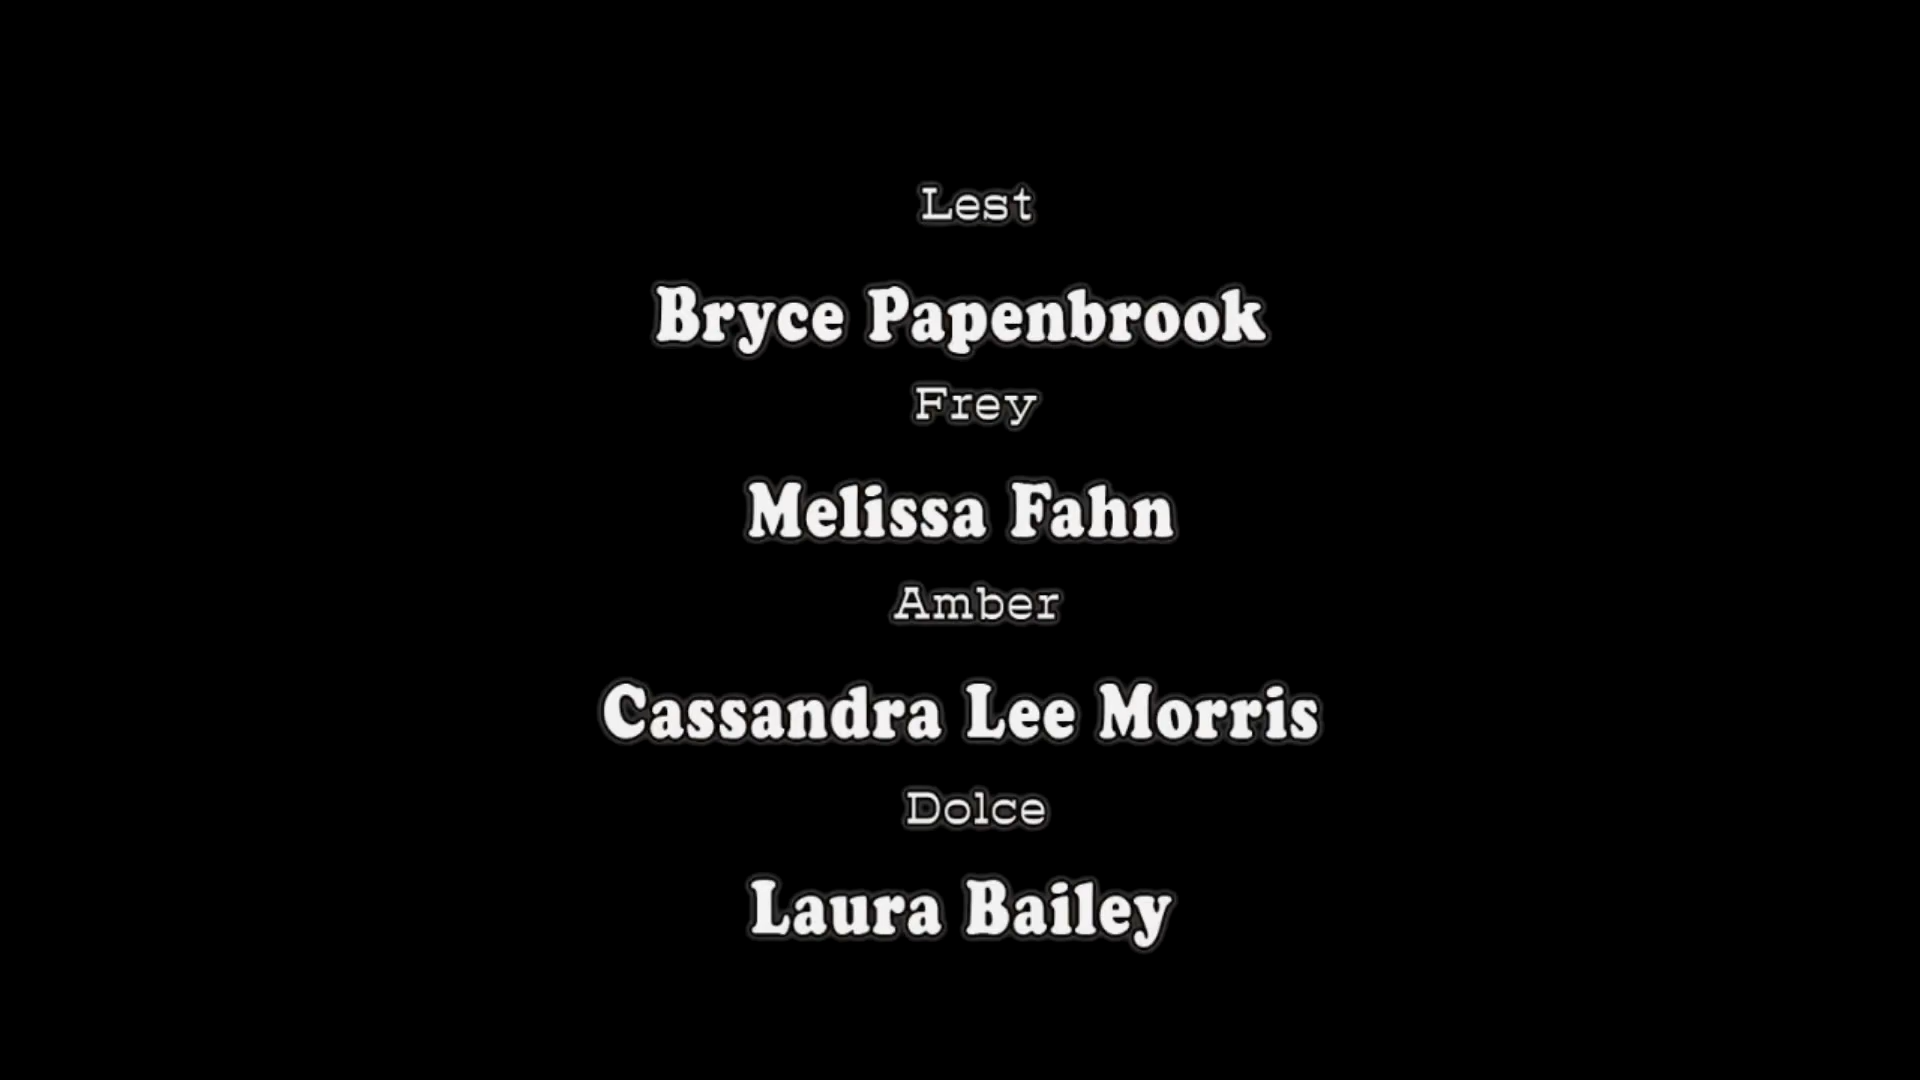 Lest
Bryce Papenbrook
Frey
Melissa Fahn
Amber
Cassandra Lee Morris
Dolce
Laura Bailey